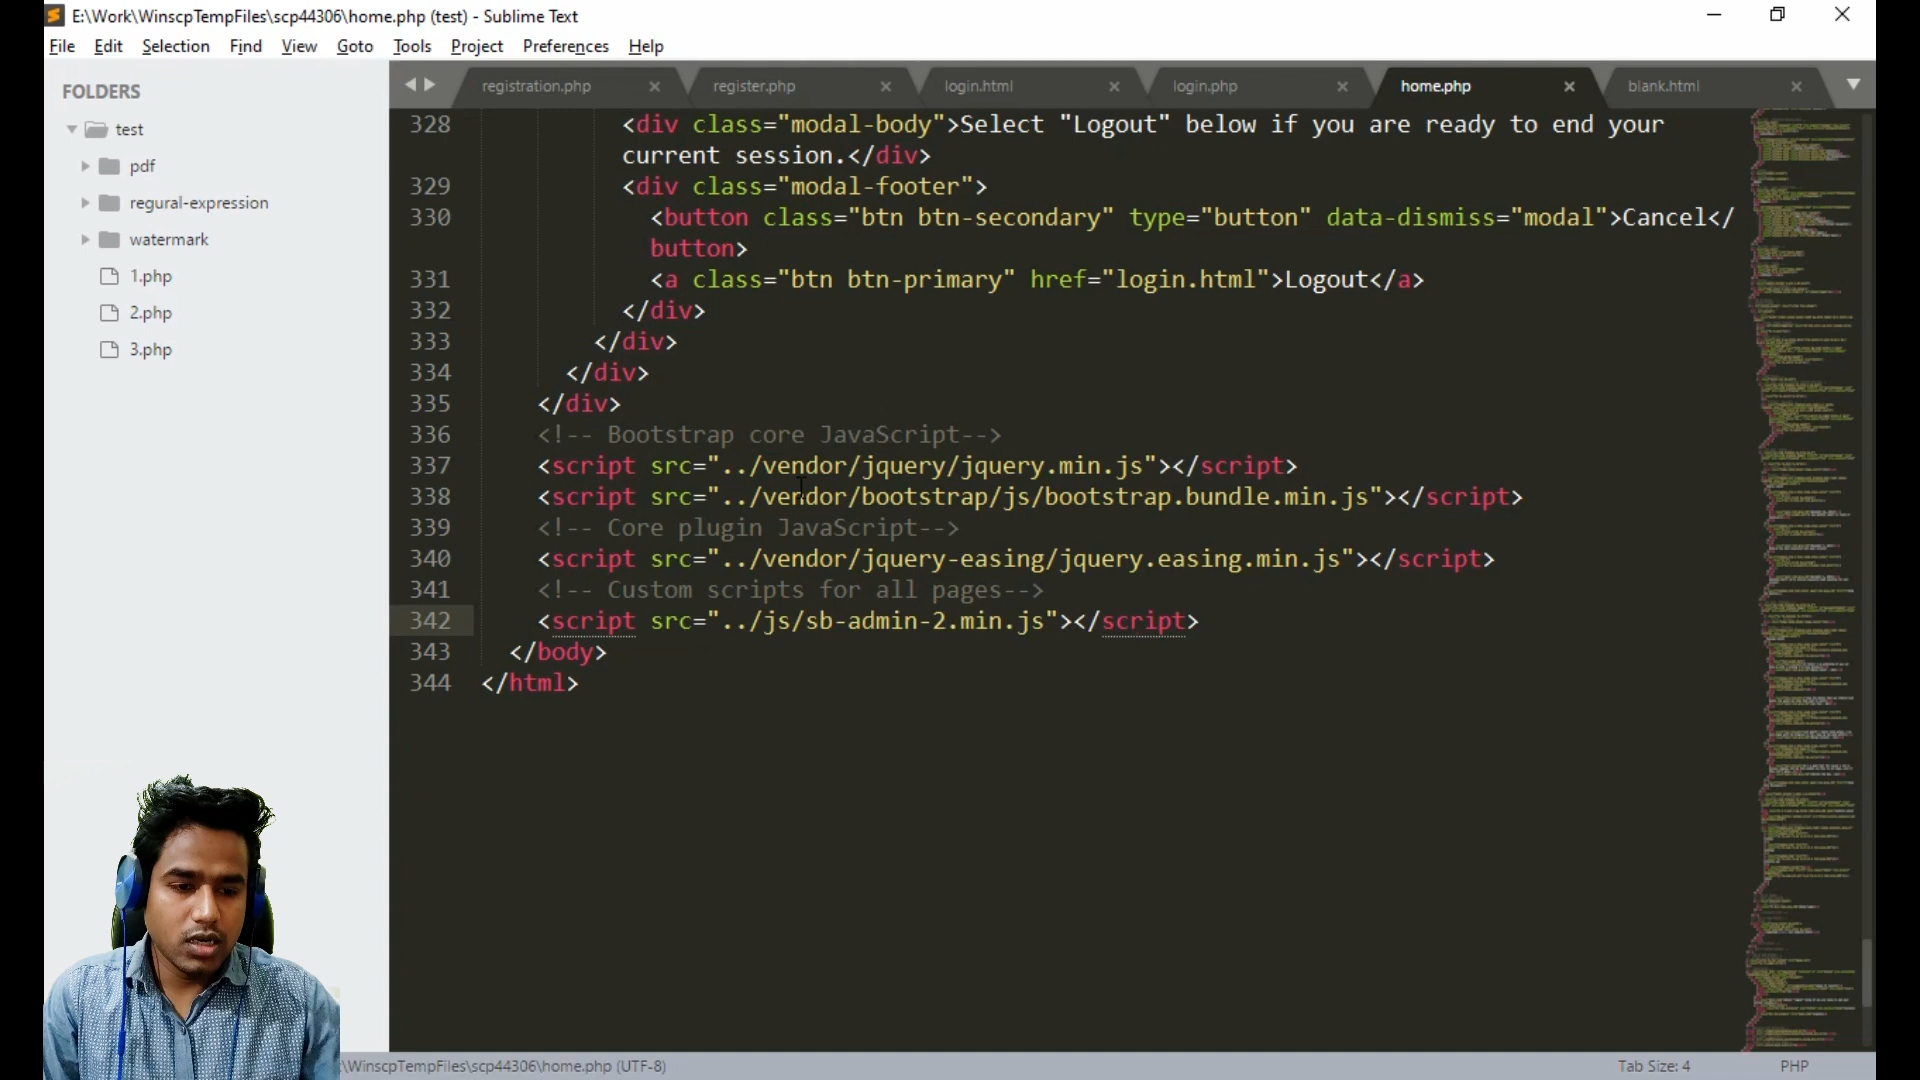 E:\Work\WinscpTempFiles\scp44306\home.php (test) - Sublime Text
File Edit Selection Find View Goto Tools Project Preferences Help
FOLDERS
test
pdf
regural-expression
watermark
1.php
2.php
3.php
registration.php × register.php × login.html × login.php × home.php × blank.html ×
328 <div class="modal-body">Select "Logout" below if you are ready to end your
current session.</div>
329 <div class="modal-footer">
330 <button class="btn btn-secondary" type="button" data-dismiss="modal">Cancel</
button>
331 <a class="btn btn-primary" href="login.html">Logout</a>
332 </div>
333 </div>
334 </div>
335 </div>
336 <!-- Bootstrap core JavaScript-->
337 <script src="../vendor/jquery/jquery.min.js"></script>
338 <script src="../vendor/bootstrap/js/bootstrap.bundle.min.js"></script>
339 <!-- Core plugin JavaScript-->
340 <script src="../vendor/jquery-easing/jquery.easing.min.js"></script>
341 <!-- Custom scripts for all pages-->
342 <script src="../js/sb-admin-2.min.js"></script>
343 </body>
344 </html>
:\WinscpTempFiles\scp44306\home.php (UTF-8)
Tab Size: 4 PHP